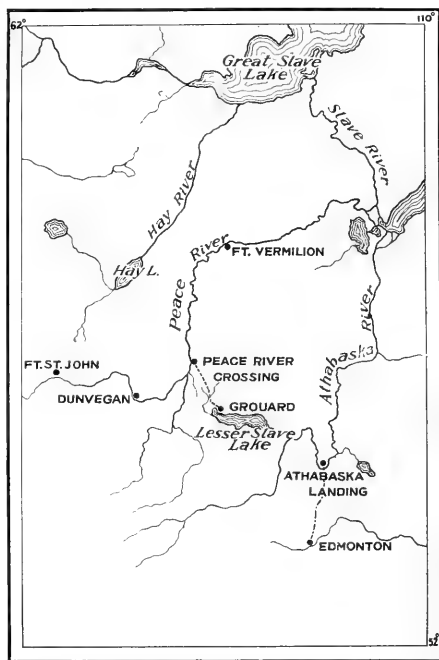 62°
110°
Great Slave
Lake
Slave River
Hay River
Hay L.
Peace River
FT. VERMILION
Athabaska River
FT. ST. JOHN
PEACE RIVER
CROSSING
DUNVEGAN
GROUARD
Lesser Slave
Lake
ATHABASKA
LANDING
EDMONTON
52°